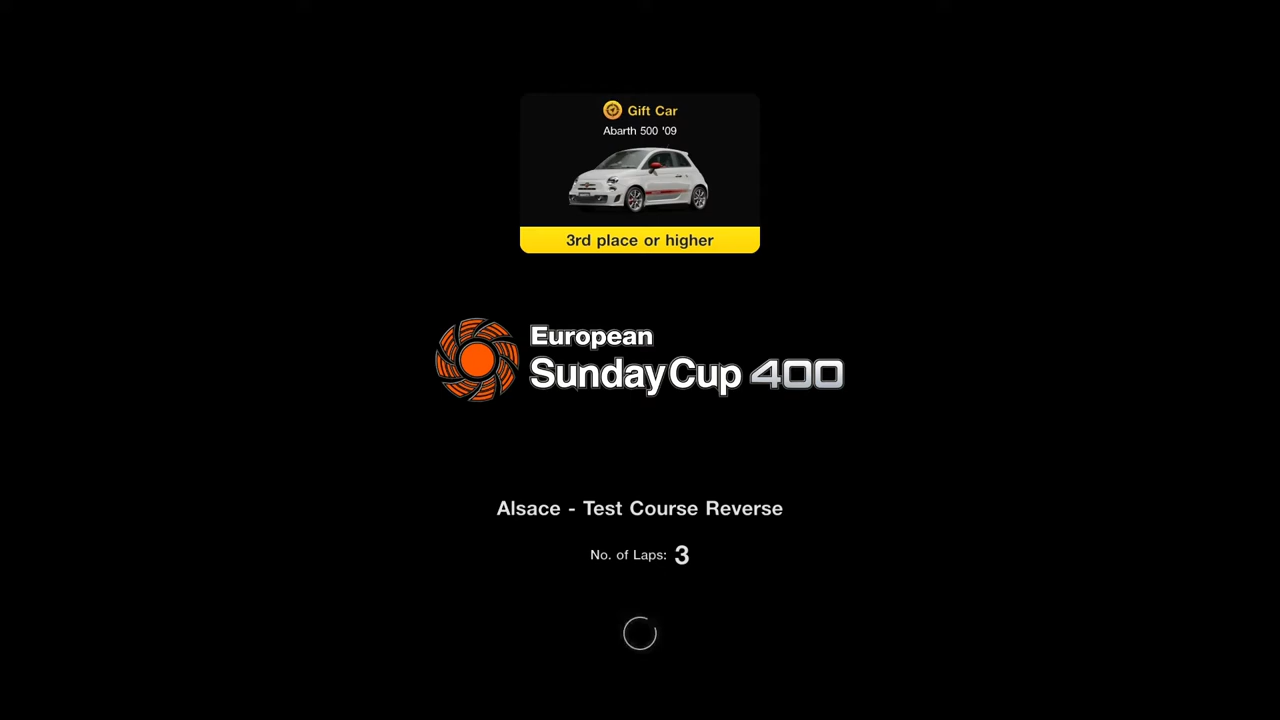 Gift Car
Abarth 500 '09
3rd place or higher
European
SundayCup 400
Alsace - Test Course Reverse
No. of Laps: 3